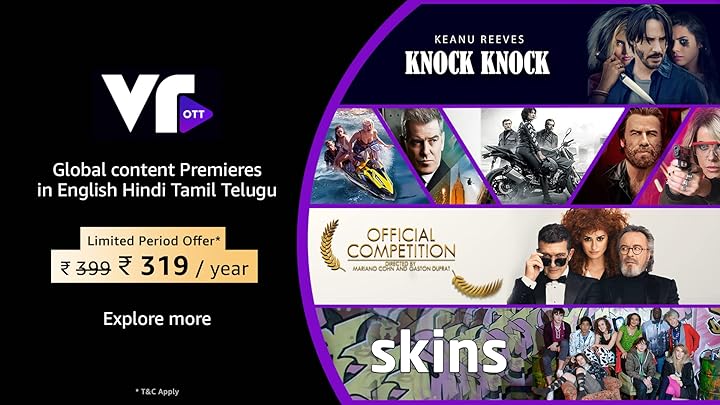 vr
OTT
Global content Premieres
in English Hindi Tamil Telugu
Limited Period Offer*
₹ 399 ₹ 319 / year
Explore more
* T&C Apply
KEANU REEVES
KNOCK KNOCK
OFFICIAL
COMPETITION
DIRECTED BY
MARIANO COHN AND GASTON DUPRAT
skins